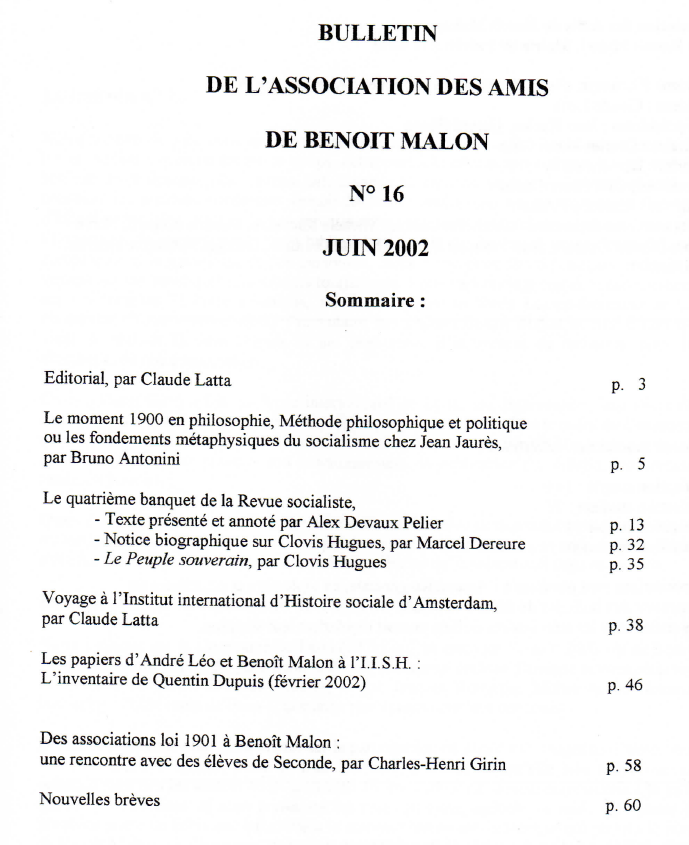 BULLETIN
DE L'ASSOCIATION DES AMIS
DE BENOIT MALON
N° 16
JUIN 2002
Sommaire :
Editorial, par Claude Latta p. 3
Le moment 1900 en philosophie, Méthode philosophique et politique
ou les fondements métaphysiques du socialisme chez Jean Jaurès,
par Bruno Antonini p. 5
Le quatrième banquet de la Revue socialiste,
- Texte présenté et annoté par Alex Devaux Pelier p. 13
- Notice biographique sur Clovis Hugues, par Marcel Dereure p. 32
- Le Peuple souverain, par Clovis Hugues p. 35
Voyage à l'Institut international d'Histoire sociale d'Amsterdam,
par Claude Latta p. 38
Les papiers d'André Léo et Benoît Malon à l'I.I.S.H. :
L'inventaire de Quentin Dupuis (février 2002) p. 46
Des associations loi 1901 à Benoît Malon :
une rencontre avec des élèves de Seconde, par Charles-Henri Girin p. 58
Nouvelles brèves p. 60